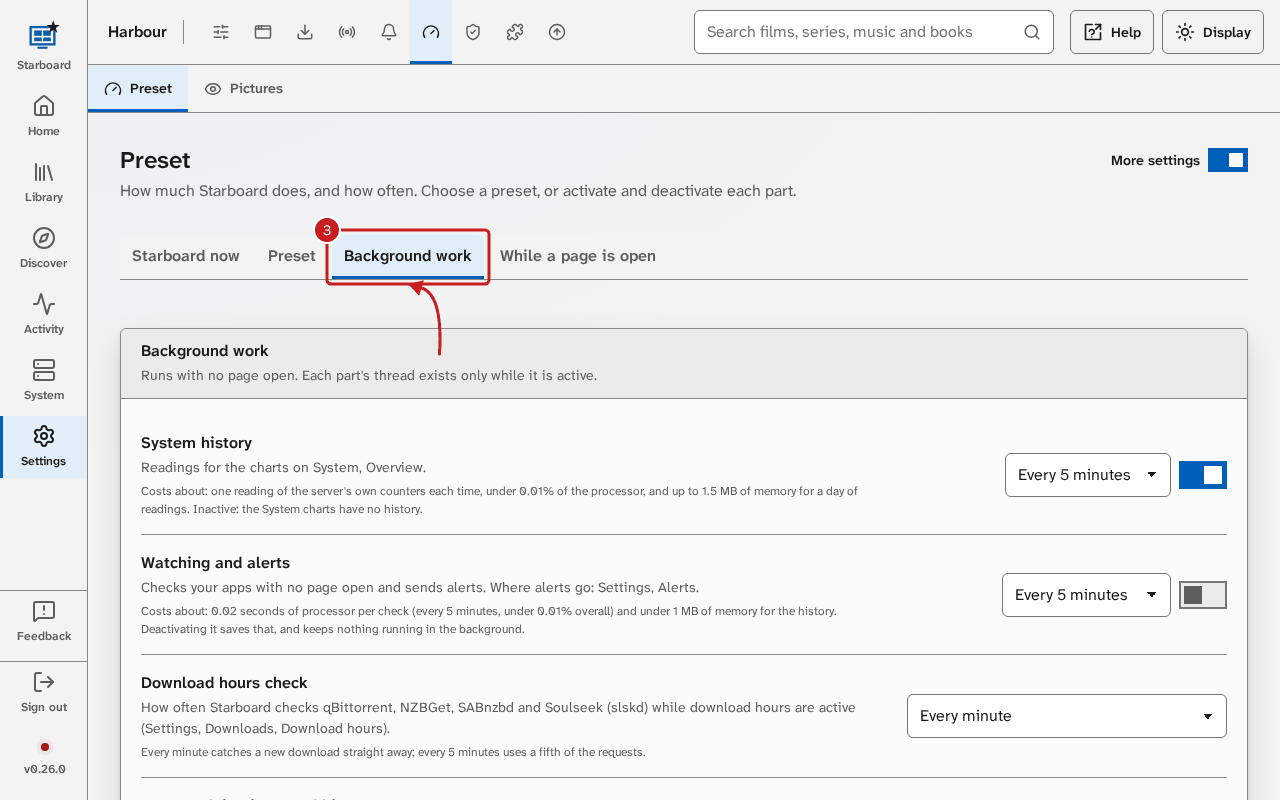 Starboard
Home
Library
Discover
Activity
System
Settings
Feedback
Sign out
v0.26.0
Harbour
Search films, series, music and books
Help
Display
Preset
Pictures
Preset
More settings
How much Starboard does, and how often. Choose a preset, or activate and deactivate each part.
3
Starboard now
Preset
Background work
While a page is open
Background work
Runs with no page open. Each part's thread exists only while it is active.
System history
Readings for the charts on System, Overview.
Costs about: one reading of the server's own counters each time, under 0.01% of the processor, and up to 1.5 MB of memory for a day of
readings. Inactive: the System charts have no history.
Every 5 minutes
Watching and alerts
Checks your apps with no page open and sends alerts. Where alerts go: Settings, Alerts.
Costs about: 0.02 seconds of processor per check (every 5 minutes, under 0.01% overall) and under 1 MB of memory for the history.
Deactivating it saves that, and keeps nothing running in the background.
Every 5 minutes
Download hours check
How often Starboard checks qBittorrent, NZBGet, SABnzbd and Soulseek (slskd) while download hours are active
(Settings, Downloads, Download hours).
Every minute catches a new download straight away; every 5 minutes uses a fifth of the requests.
Every minute